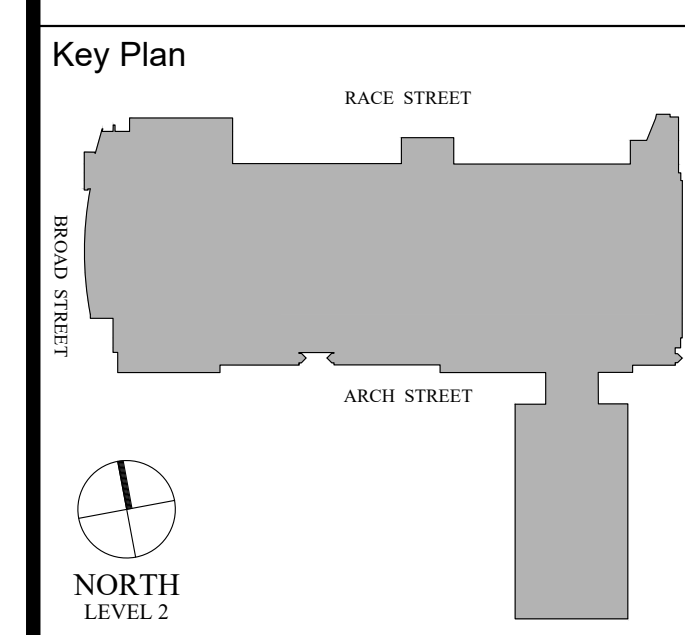 Key Plan
RACE STREET
BROAD STREET
ARCH STREET
NORTH
LEVEL 2